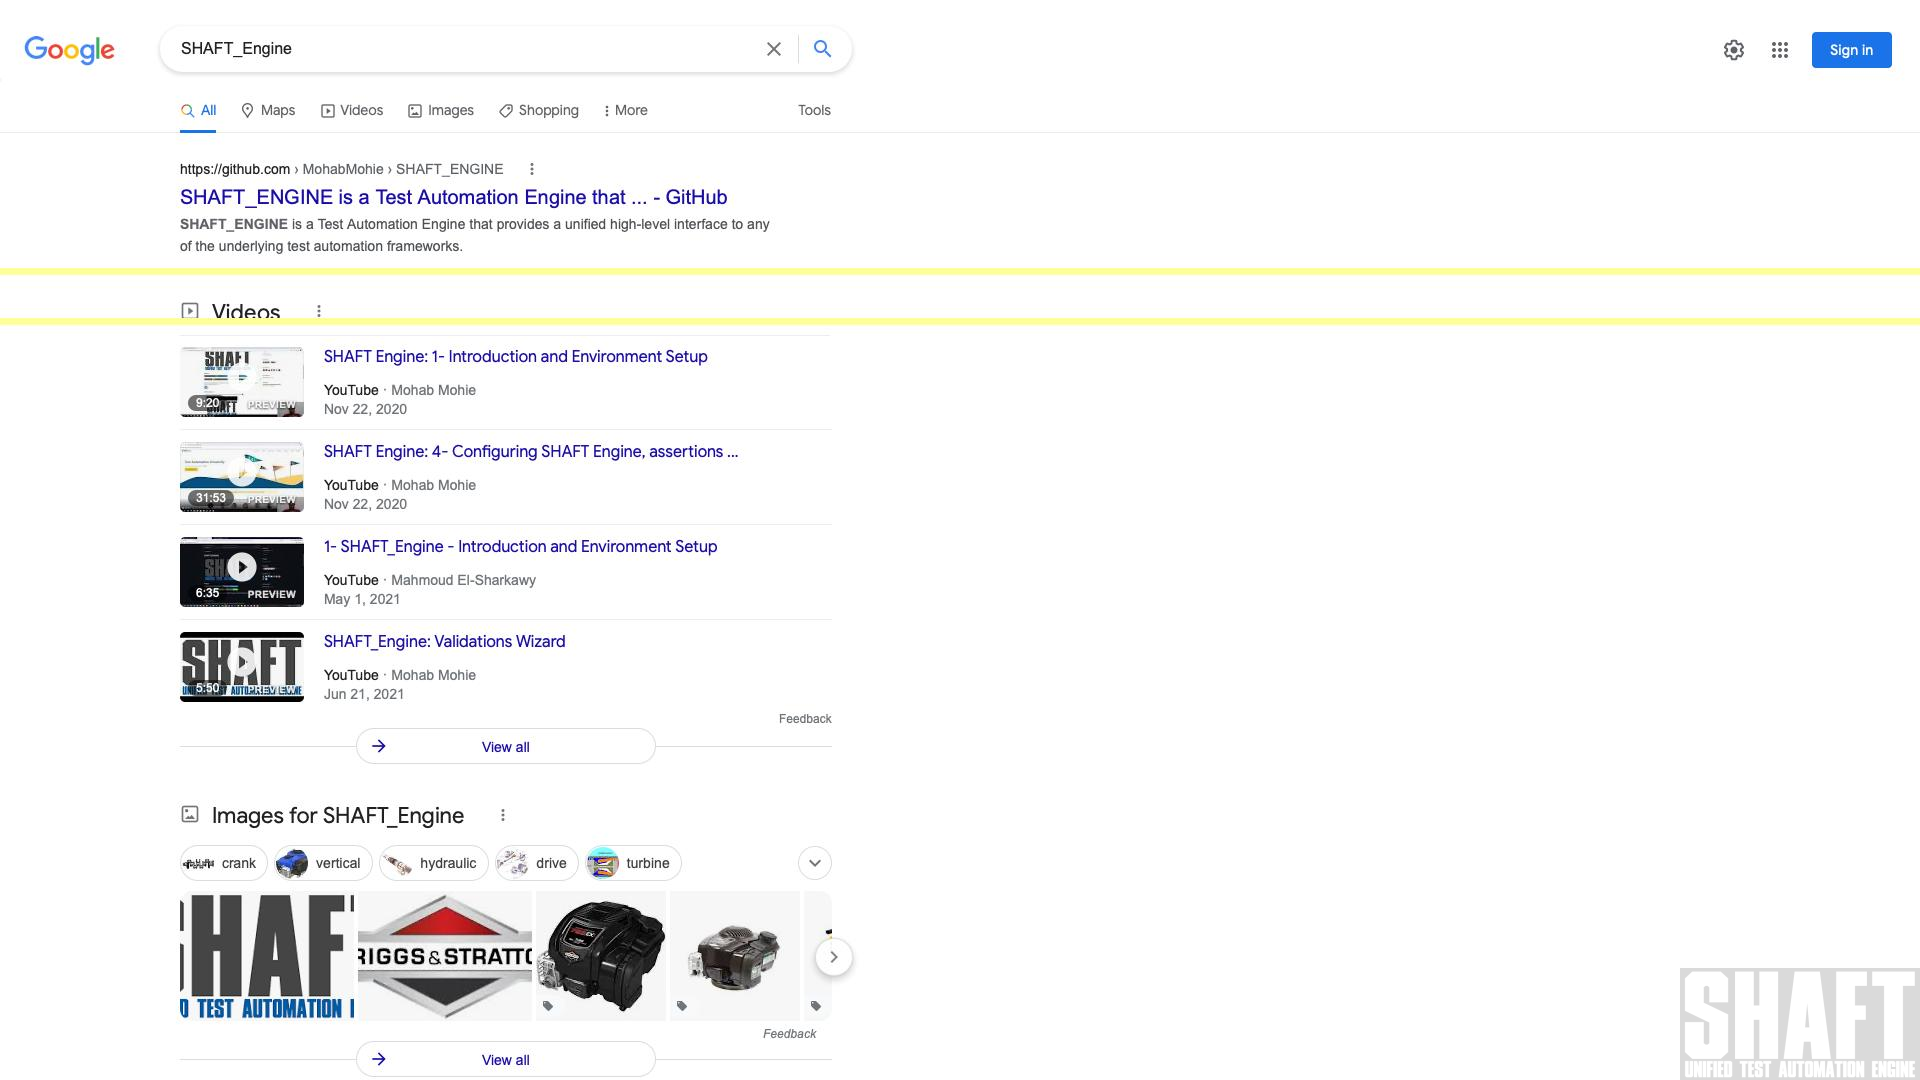 Google
SHAFT_Engine
Sign in
All
Maps
Videos
Images
Shopping
More
Tools
https://github.com › MohabMohie › SHAFT_ENGINE
SHAFT_ENGINE is a Test Automation Engine that ... - GitHub
SHAFT_ENGINE is a Test Automation Engine that provides a unified high-level interface to any
of the underlying test automation frameworks.
Videos
SHAFT
9:20
PREVIEW
SHAFT Engine: 1- Introduction and Environment Setup
YouTube · Mohab Mohie
Nov 22, 2020
31:53
PREVIEW
SHAFT Engine: 4- Configuring SHAFT Engine, assertions ...
YouTube · Mohab Mohie
Nov 22, 2020
6:35
PREVIEW
1- SHAFT_Engine - Introduction and Environment Setup
YouTube · Mahmoud El-Sharkawy
May 1, 2021
SHAFT
5:50
PREVIEW
SHAFT_Engine: Validations Wizard
YouTube · Mohab Mohie
Jun 21, 2021
Feedback
View all
Images for SHAFT_Engine
crank
vertical
hydraulic
drive
turbine
SHAF
D TEST AUTOMATION E
RIGGS & STRATTO
Feedback
View all
SHAFT
UNIFIED TEST AUTOMATION ENGINE